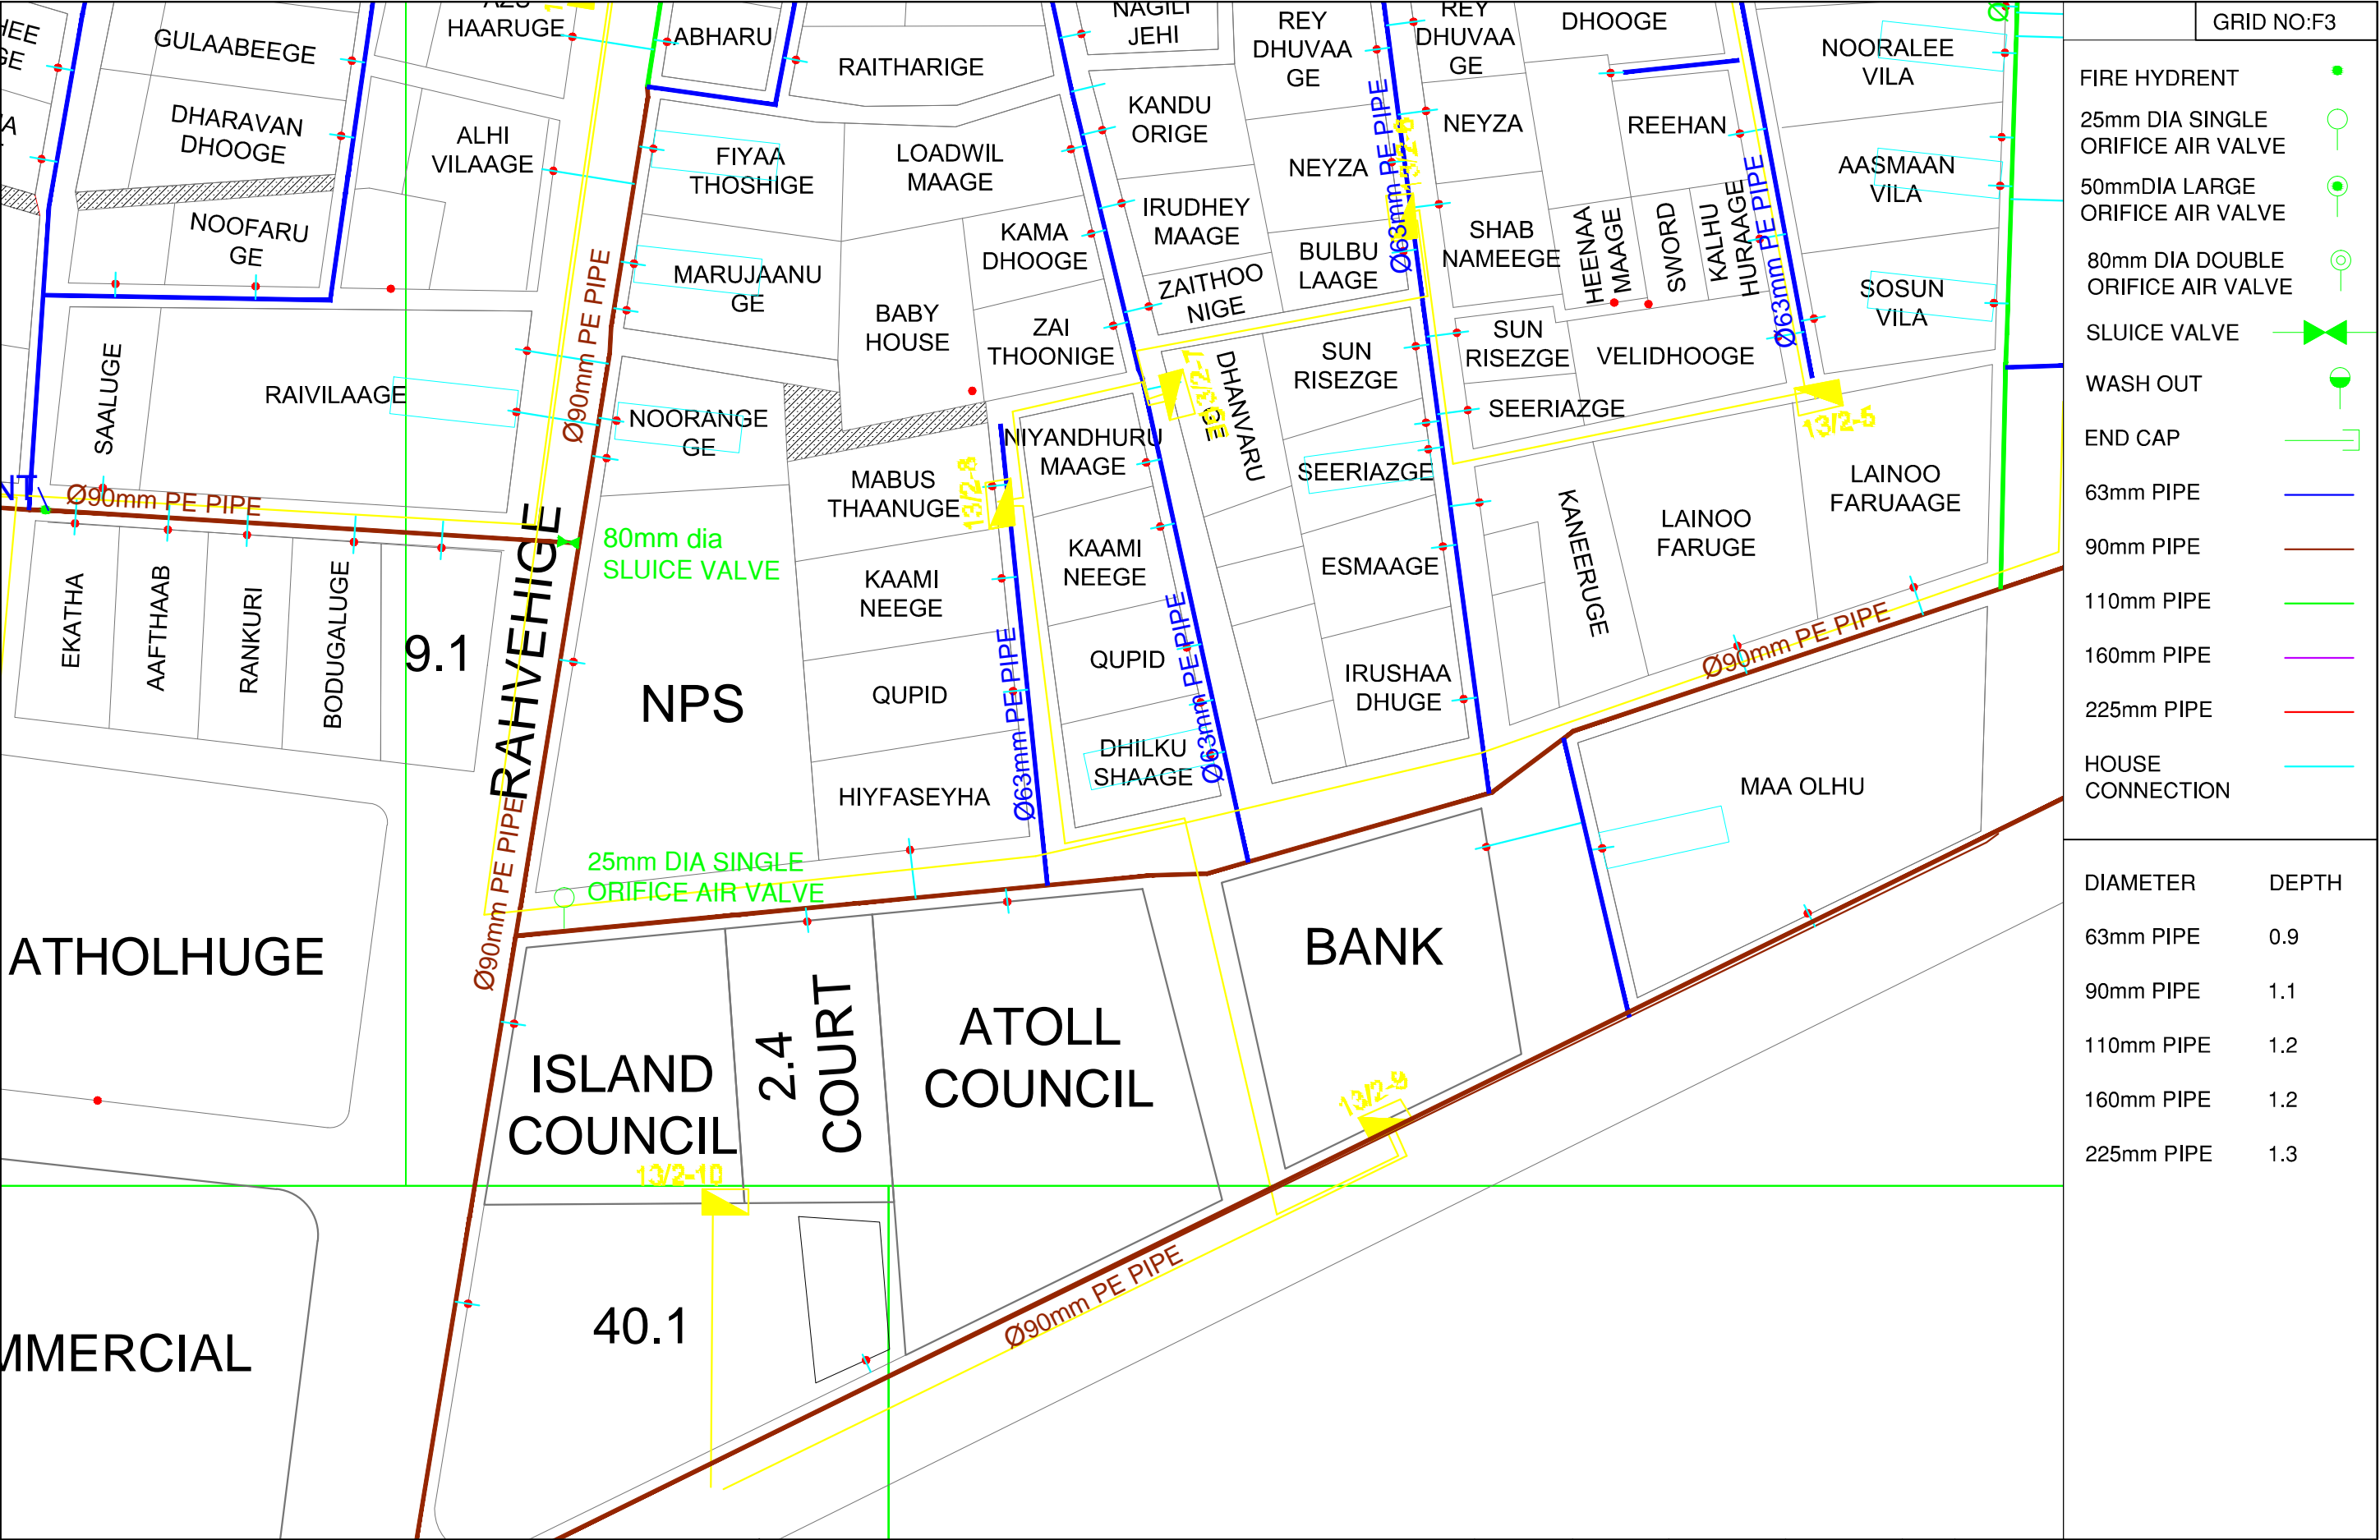 GRID NO:F3
HAARUGE
ABHARU
NAGILI
JEHI
REY
DHUVAA
GE
REY
DHUVAA
GE
DHOOGE
NOORALEE
VILA
GULAABEEGE
RAITHARIGE
DHARAVAN
DHOOGE
ALHI
VILAAGE
FIYAA
THOSHIGE
LOADWIL
MAAGE
KANDU
ORIGE
NEYZA
NEYZA
REEHAN
AASMAAN
VILA
NOOFARU
GE
MARUJAANU
GE
KAMA
DHOOGE
IRUDHEY
MAAGE
ZAITHOO
NIGE
BULBU
LAAGE
SHAB
NAMEEGE
HEENAA
MAAGE
SWORD
KALHU
HURAAGE
SOSUN
VILA
Ø63mm PE PIPE
13/2-6
Ø63mm PE PIPE
Ø90mm PE PIPE
BABY
HOUSE
ZAI
THOONIGE
SUN
RISEZGE
SUN
RISEZGE
VELIDHOOGE
SAALUGE
RAIVILAAGE
NOORANGE
GE
13/2-7
DHANVARU
GE
SEERIAZGE
13/2-5
NIYANDHURU
MAAGE
MABUS
THAANUGE
13/2-8
SEERIAZGE
LAINOO
FARUAAGE
Ø90mm PE PIPE
80mm dia
SLUICE VALVE
KAAMI
NEEGE
KAAMI
NEEGE
ESMAAGE
KANEERUGE
LAINOO
FARUGE
EKATHA
AAFTHAAB
RANKURI
BODUGALUGE
9.1
RAHVEHIGE
NPS
QUPID
QUPID
IRUSHAA
DHUGE
Ø90mm PE PIPE
Ø63mm PE PIPE
Ø63mm PE PIPE
DHILKU
SHAAGE
HIYFASEYHA
MAA OLHU
Ø90mm PE PIPE
25mm DIA SINGLE
ORIFICE AIR VALVE
ATHOLHUGE
BANK
ISLAND
COUNCIL
2.4
COURT
ATOLL
COUNCIL
13/2-9
13/2-10
40.1
Ø90mm PE PIPE
MMERCIAL
FIRE HYDRENT
25mm DIA SINGLE
ORIFICE AIR VALVE
50mmDIA LARGE
ORIFICE AIR VALVE
80mm DIA DOUBLE
ORIFICE AIR VALVE
SLUICE VALVE
WASH OUT
END CAP
63mm PIPE
90mm PIPE
110mm PIPE
160mm PIPE
225mm PIPE
HOUSE
CONNECTION
DIAMETER DEPTH
63mm PIPE 0.9
90mm PIPE 1.1
110mm PIPE 1.2
160mm PIPE 1.2
225mm PIPE 1.3